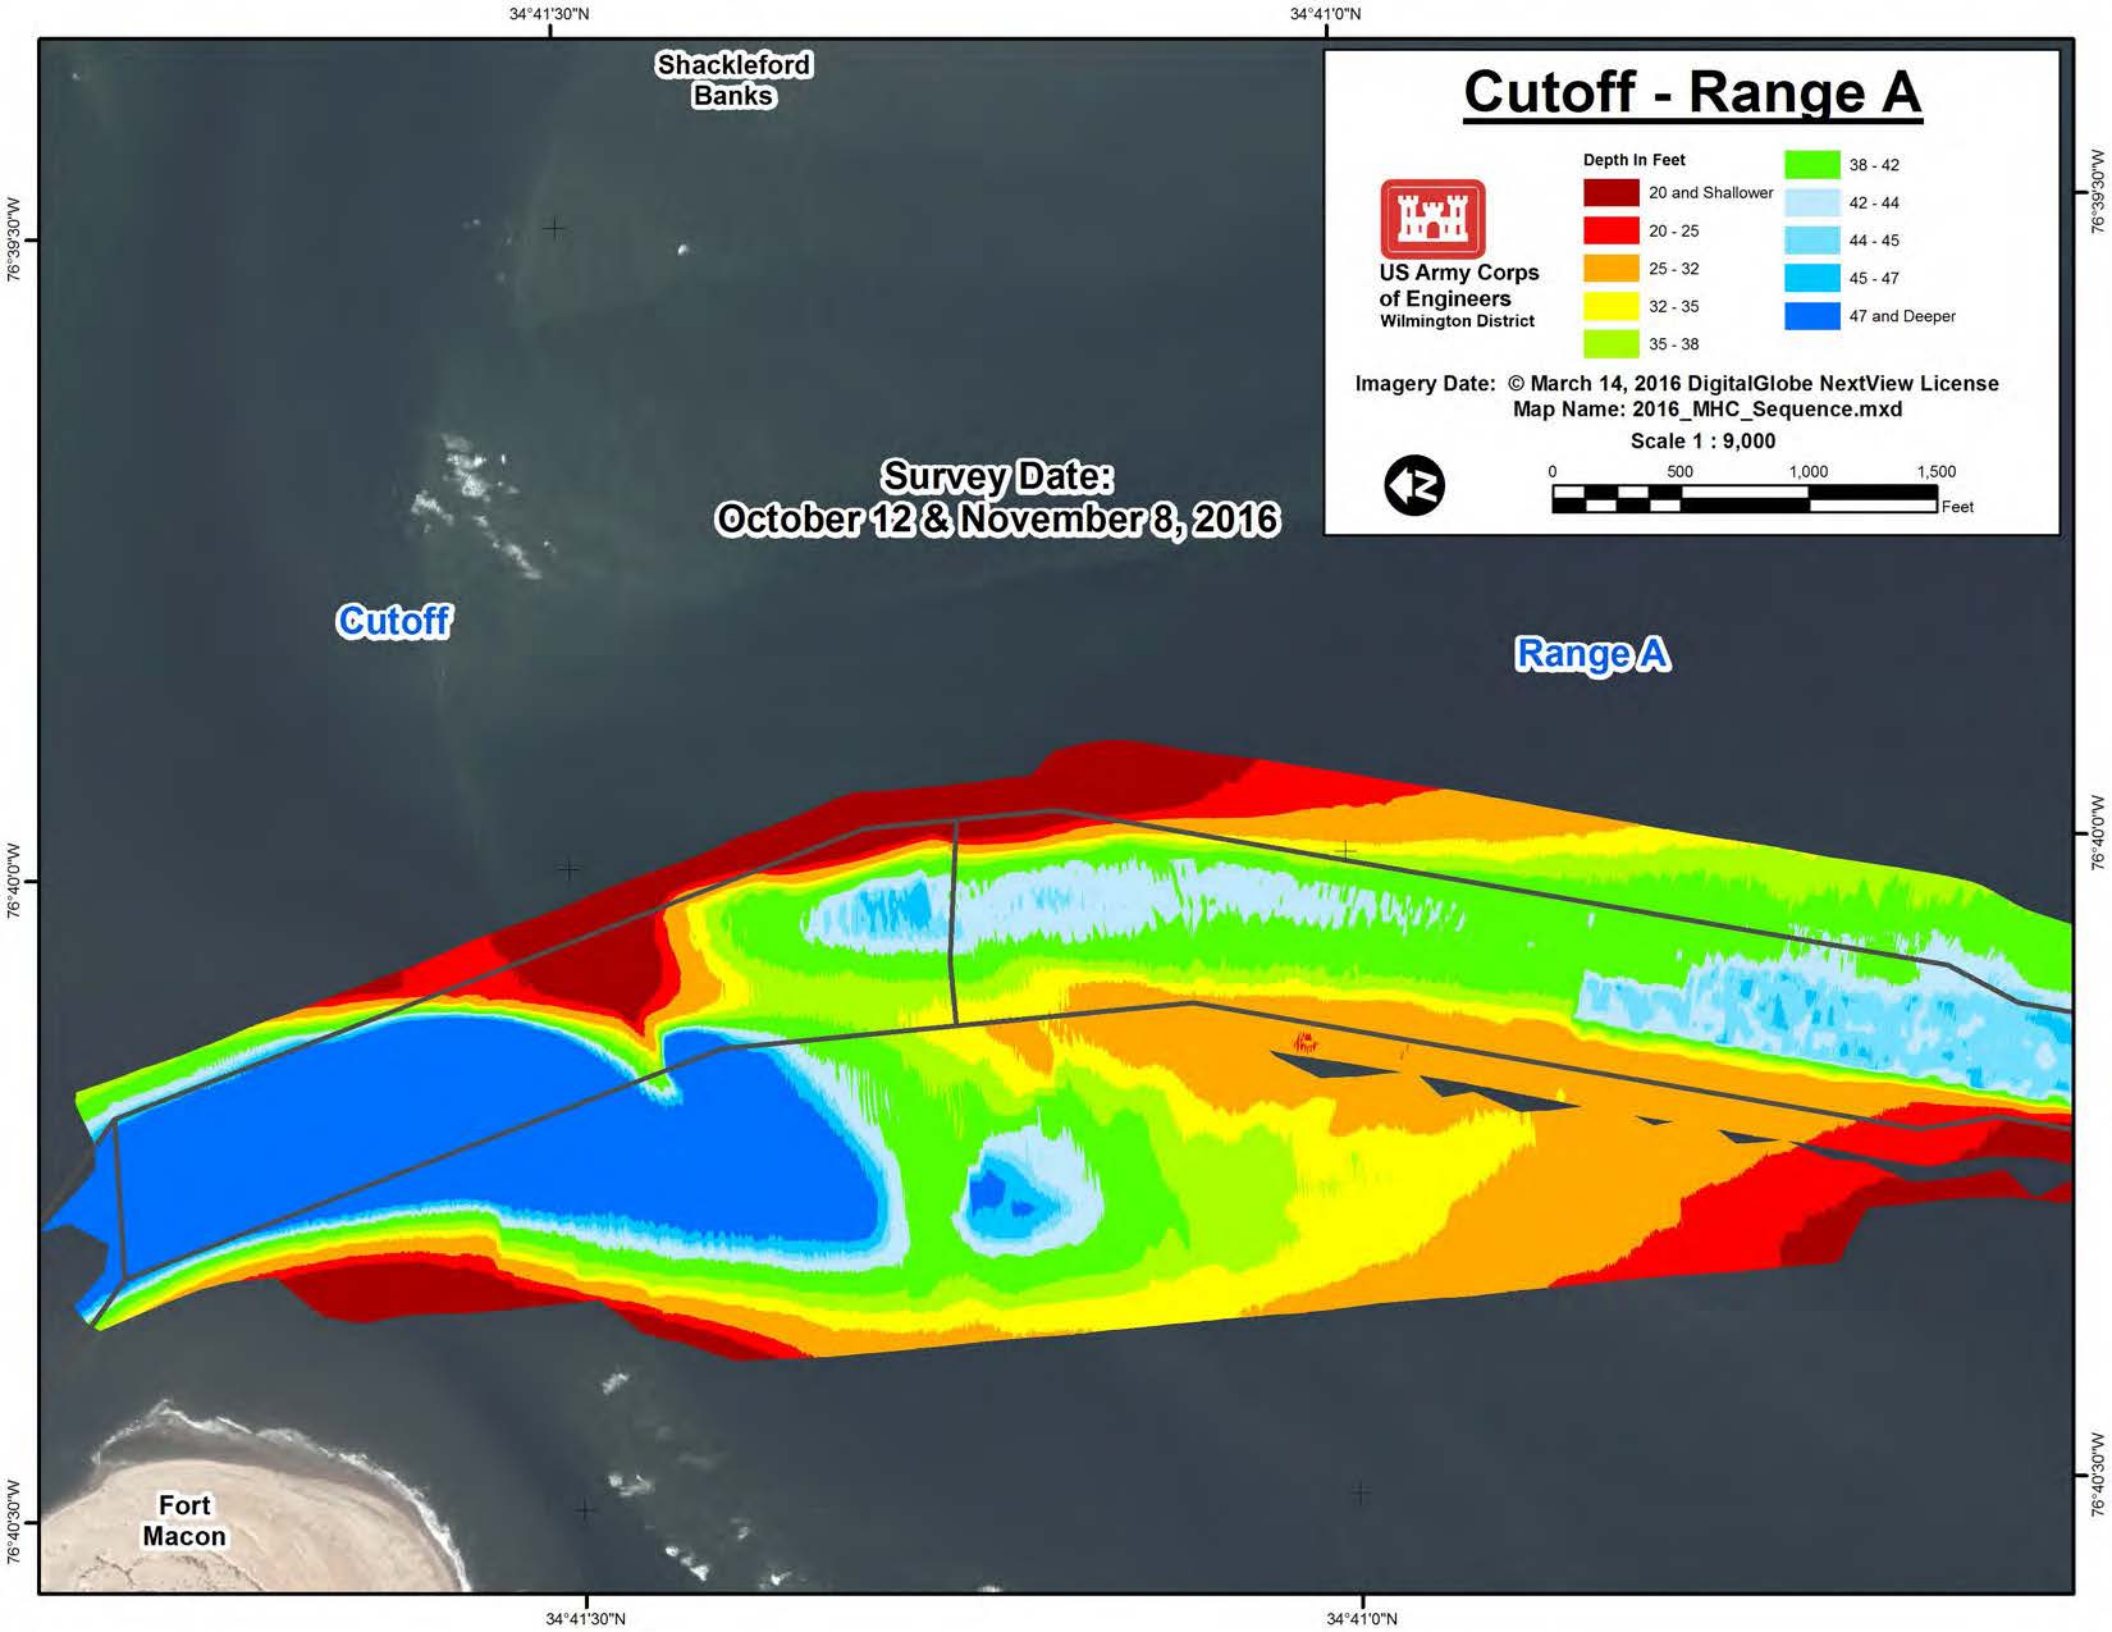 34°41'30"N
34°41'0"N
Shackleford
Banks
Cutoff - Range A
Depth In Feet
20 and Shallower
20 - 25
25 - 32
32 - 35
35 - 38
38 - 42
42 - 44
44 - 45
45 - 47
47 and Deeper
US Army Corps
of Engineers
Wilmington District
Imagery Date: © March 14, 2016 DigitalGlobe NextView License
Map Name: 2016_MHC_Sequence.mxd
Scale 1 : 9,000
N
0 500 1,000 1,500
Feet
76°39'30"W
76°39'30"W
Survey Date:
October 12 & November 8, 2016
Cutoff
Range A
76°40'0"W
76°40'0"W
Fort
Macon
76°40'30"W
76°40'30"W
34°41'30"N
34°41'0"N